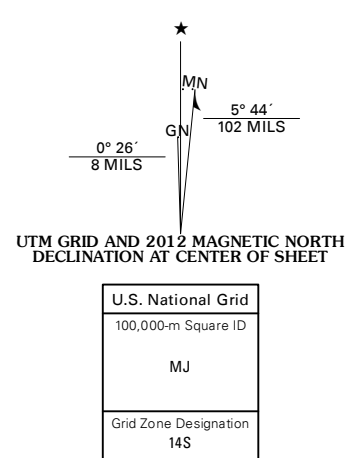 ★
MN
GN
5° 44´
102 MILS
0° 26´
8 MILS
UTM GRID AND 2012 MAGNETIC NORTH
DECLINATION AT CENTER OF SHEET
U.S. National Grid
100,000-m Square ID
MJ
Grid Zone Designation
14S